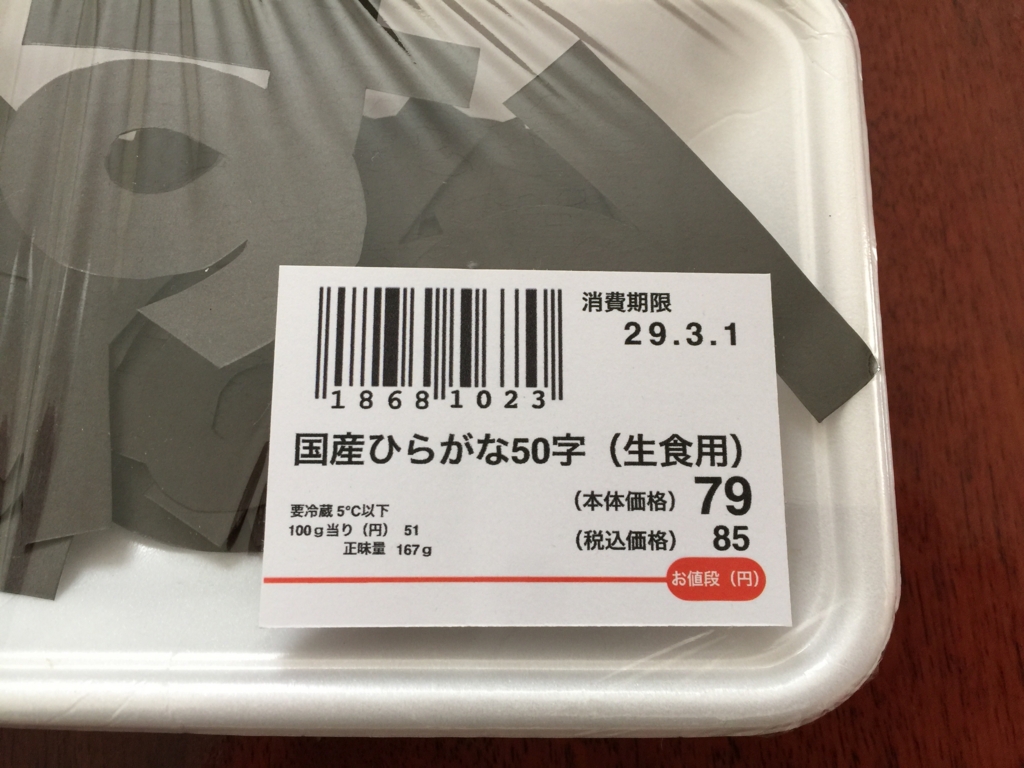 消費期限
29.3.1
18681023
国産ひらがな50字（生食用）
要冷蔵 5℃以下
100g当り（円） 51
正味量 167g
（本体価格） 79
（税込価格） 85
お値段（円）